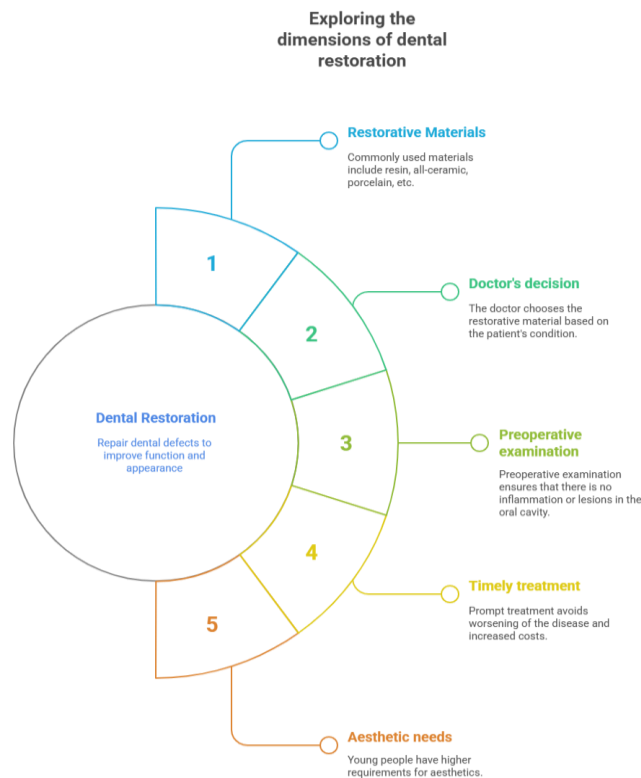 Exploring the
dimensions of dental
restoration
Restorative Materials
Commonly used materials
include resin, all-ceramic,
porcelain, etc.
1
Doctor's decision
The doctor chooses the
restorative material based on
the patient's condition.
2
Dental Restoration
Repair dental defects to
improve function and
appearance
3
Preoperative
examination
Preoperative examination
ensures that there is no
inflammation or lesions in the
oral cavity.
4
Timely treatment
Prompt treatment avoids
worsening of the disease and
increased costs.
5
Aesthetic needs
Young people have higher
requirements for aesthetics.